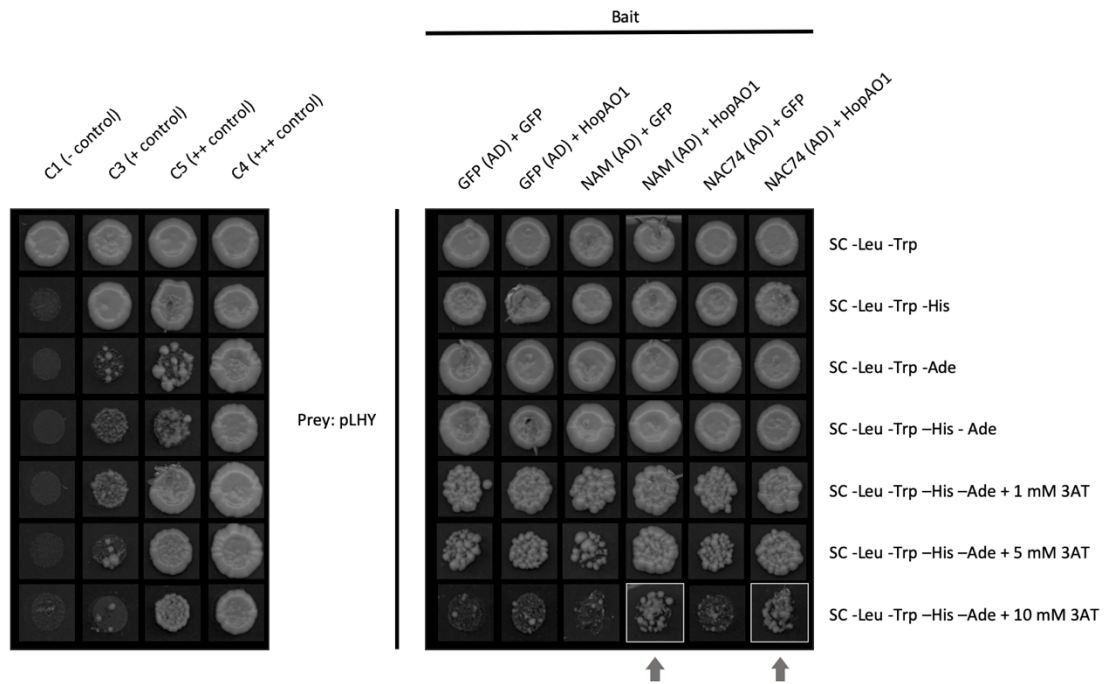 Bait
C1 (- control)
C3 (+ control)
C5 (++ control)
C4 (+++ control)
GFP (AD) + GFP
GFP (AD) + HopAO1
NAM (AD) + GFP
NAM (AD) + HopAO1
NAC74 (AD) + GFP
NAC74 (AD) + HopAO1
SC -Leu -Trp
SC -Leu -Trp -His
SC -Leu -Trp -Ade
Prey: pLHY
SC -Leu -Trp –His - Ade
SC -Leu -Trp –His –Ade + 1 mM 3AT
SC -Leu -Trp –His –Ade + 5 mM 3AT
SC -Leu -Trp –His –Ade + 10 mM 3AT